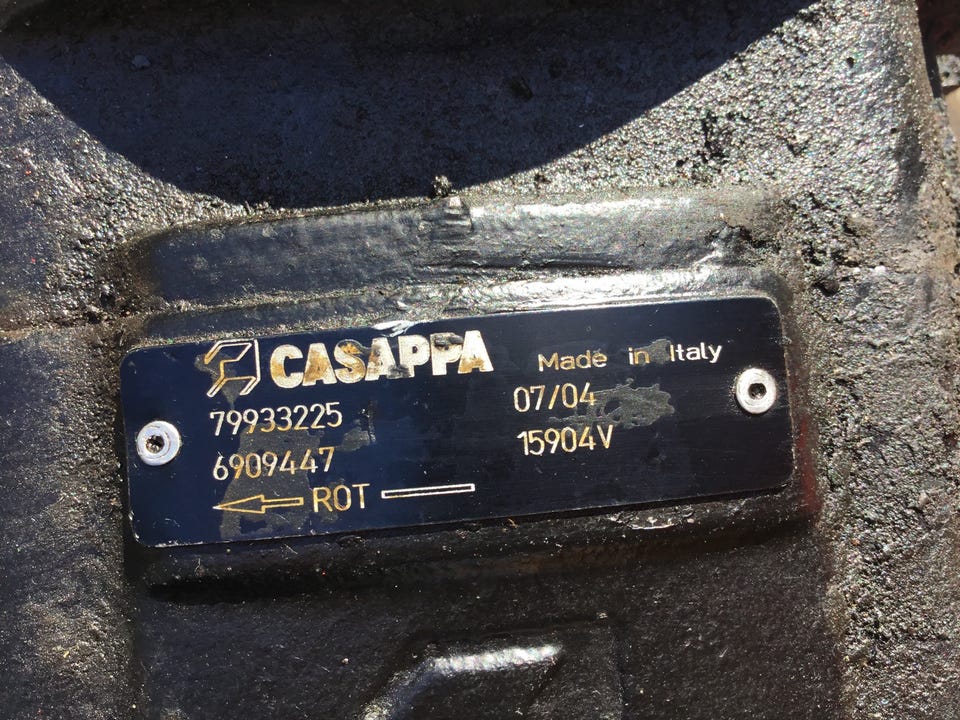 CASAPPA Made in Italy
79933225 07/04
6909447 15904V
ROT